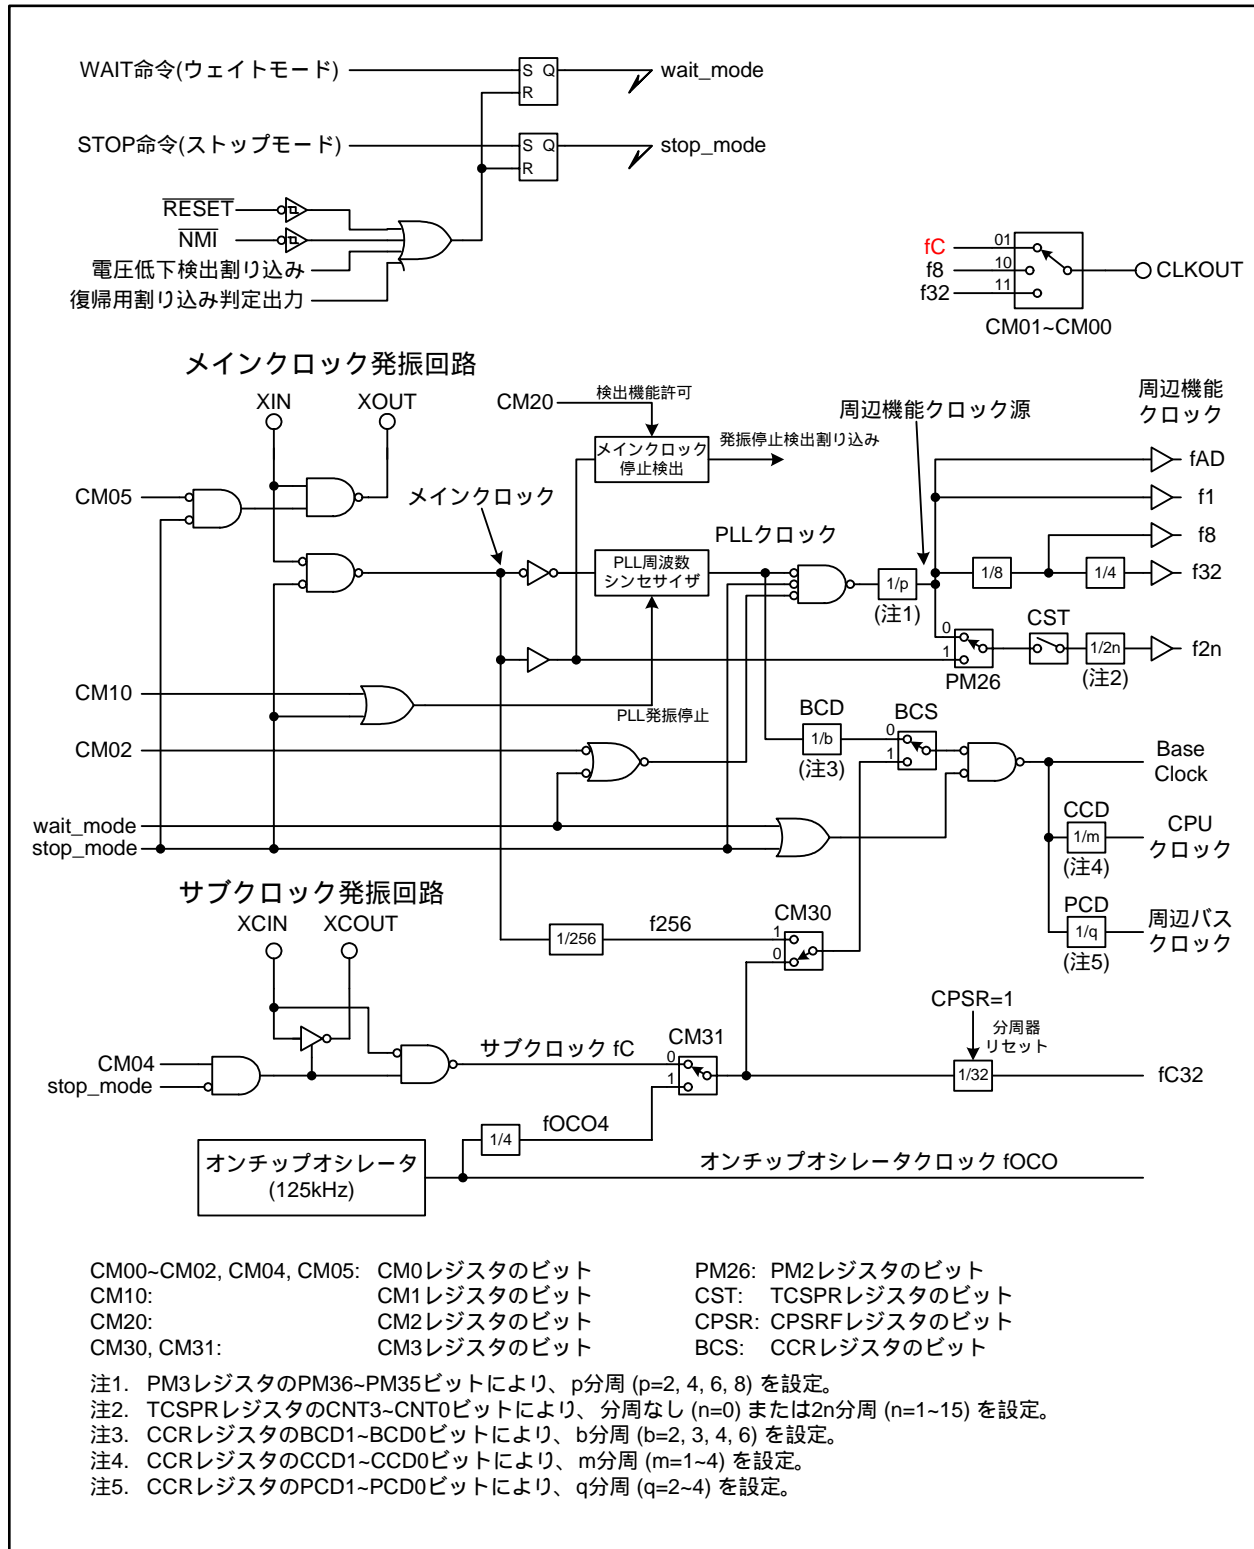 WAIT命令(ウェイトモード)
S Q
R
wait_mode
STOP命令(ストップモード)
S Q
R
stop_mode
RESET
NMI
電圧低下検出割り込み
復帰用割り込み判定出力
fC
01
f8
10
f32
11
CLKOUT
CM01~CM00
メインクロック発振回路
XIN
XOUT
CM20
検出機能許可
メインクロック
停止検出
発振停止検出割り込み
周辺機能クロック源
周辺機能
クロック
fAD
f1
f8
f32
f2n
CM05
メインクロック
PLLクロック
PLL周波数
シンセサイザ
1/p
(注1)
1/8
1/4
0
1
PM26
CST
1/2n
(注2)
CM10
PLL発振停止
CM02
BCD
1/b
(注3)
BCS
0
1
Base
Clock
wait_mode
stop_mode
CCD
1/m
(注4)
CPU
クロック
PCD
1/q
(注5)
周辺バス
クロック
サブクロック発振回路
XCIN
XCOUT
1/256
f256
CM30
1
0
CM04
stop_mode
サブクロック fC
CM31
0
1
CPSR=1
分周器
リセット
1/32
fC32
1/4
fOCO4
オンチップオシレータ
(125kHz)
オンチップオシレータクロック fOCO
CM00~CM02, CM04, CM05: CM0レジスタのビット
CM10: CM1レジスタのビット
CM20: CM2レジスタのビット
CM30, CM31: CM3レジスタのビット
PM26: PM2レジスタのビット
CST: TCSPRレジスタのビット
CPSR: CPSRFレジスタのビット
BCS: CCRレジスタのビット
注1. PM3レジスタのPM36~PM35ビットにより、p分周 (p=2, 4, 6, 8) を設定。
注2. TCSPRレジスタのCNT3~CNT0ビットにより、分周なし (n=0) または2n分周 (n=1~15) を設定。
注3. CCRレジスタのBCD1~BCD0ビットにより、b分周 (b=2, 3, 4, 6) を設定。
注4. CCRレジスタのCCD1~CCD0ビットにより、m分周 (m=1~4) を設定。
注5. CCRレジスタのPCD1~PCD0ビットにより、q分周 (q=2~4) を設定。